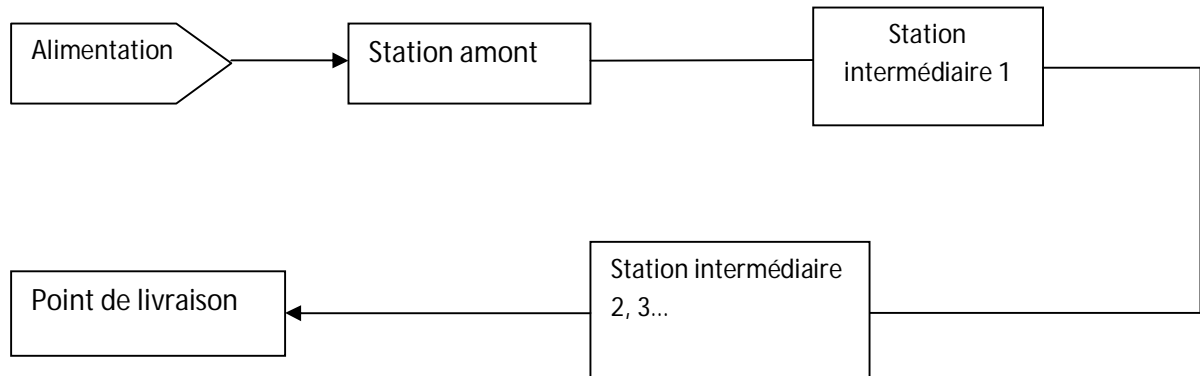 Alimentation
Station amont
Station
intermédiaire 1
Station intermédiaire
2, 3...
Point de livraison